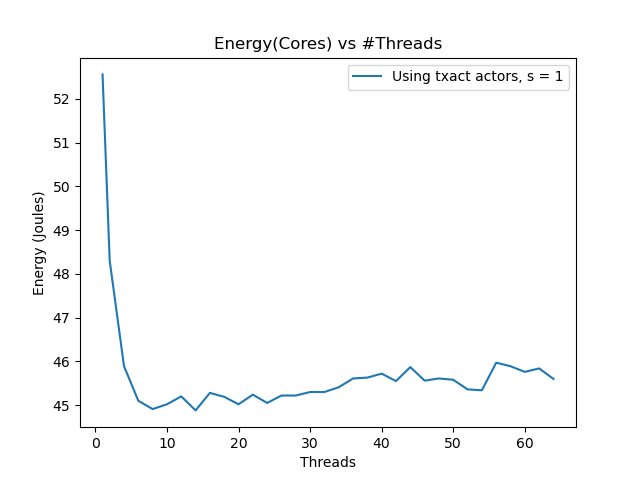 Energy(Cores) vs #Threads
Using txact actors, s = 1
Energy (Joules)
52
51
50
49
48
47
46
45
0 10 20 30 40 50 60
Threads